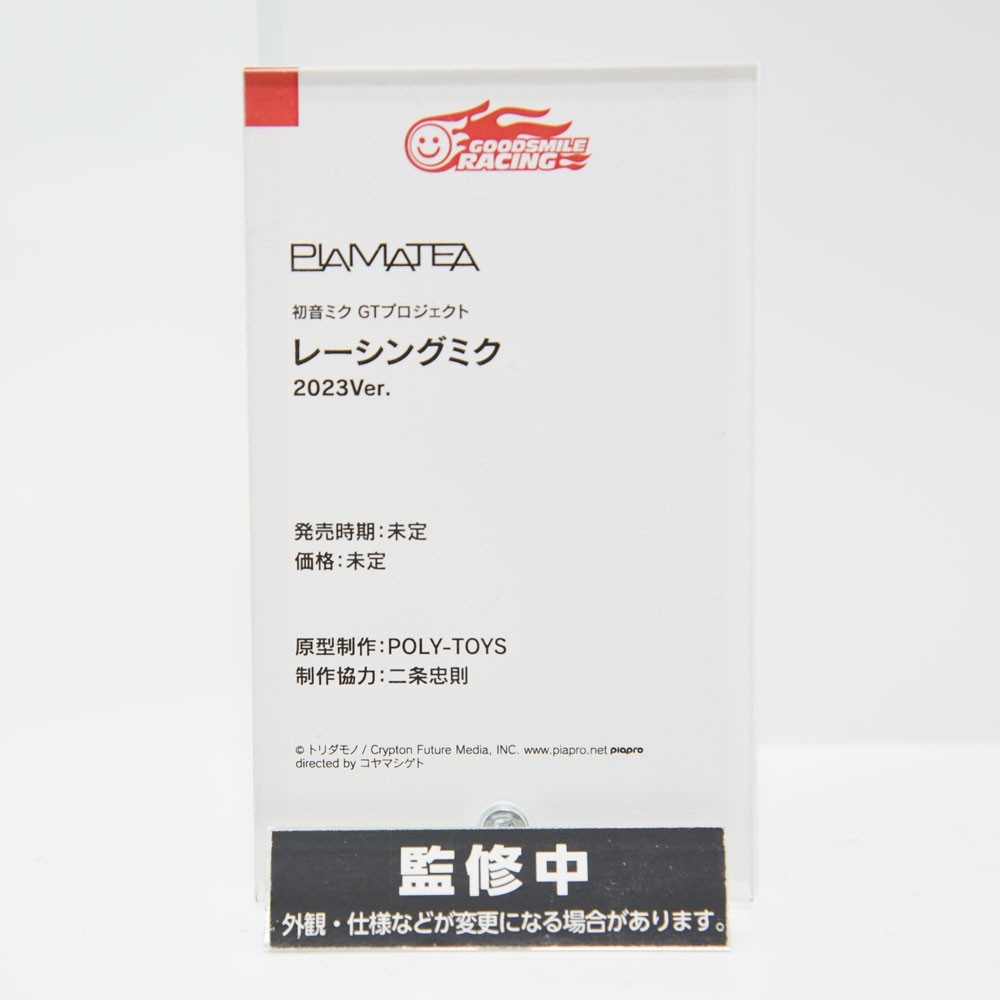 GOODSMILE
RACING
PLAMATEA
初音ミク GTプロジェクト
レーシングミク
2023Ver.
発売時期：未定
価格：未定
原型制作：POLY-TOYS
制作協力：二条忠則
© トリダモノ / Crypton Future Media, INC. www.piapro.net piapro
directed by コヤマシゲト
監修中
外観・仕様などが変更になる場合があります。